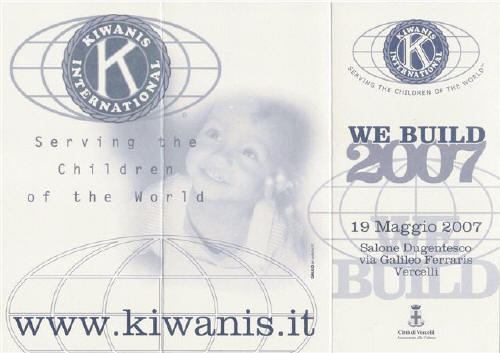 KIWANIS
K
INTERNATIONAL
®
Serving the
Children
of the World
www.kiwanis.it
KIWANIS
K
INTERNATIONAL
SERVING THE CHILDREN OF THE WORLD™
WE BUILD
2007
19 Maggio 2007
WE
Salone Dugentesco
via Galileo Ferraris
Vercelli
BUILD
Città di Vercelli